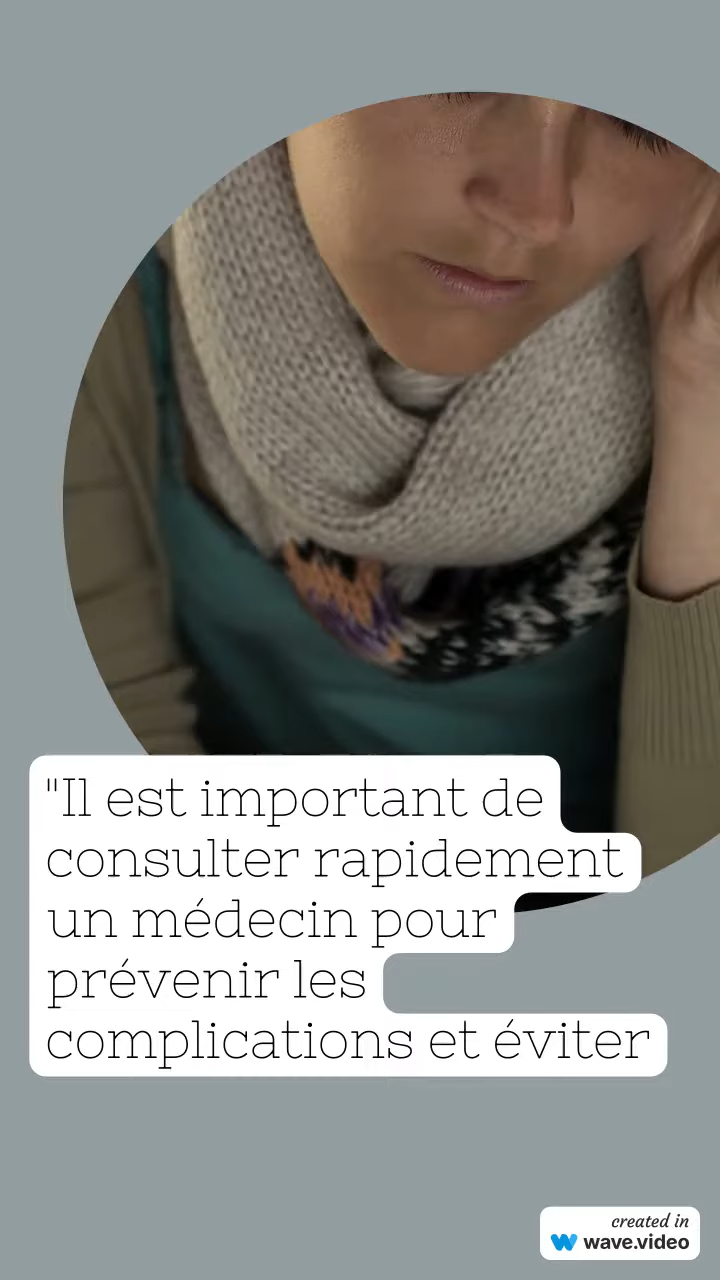 "Il est important de
consulter rapidement
un médecin pour
prévenir les
complications et éviter
created in
wave.video